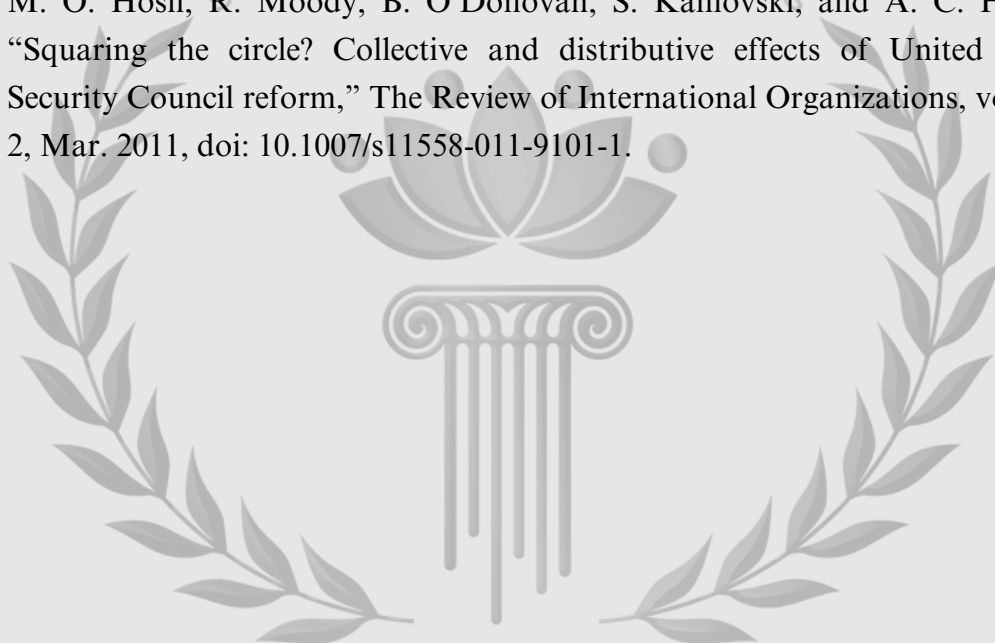 M. O. Hosli, R. Moody, B. O'Donovan, S. Kaniovski, and A. C.
“Squaring the circle? Collective and distributive effects of United
Security Council reform,” The Review of International Organizations,
2, Mar. 2011, doi: 10.1007/s11558-011-9101-1.